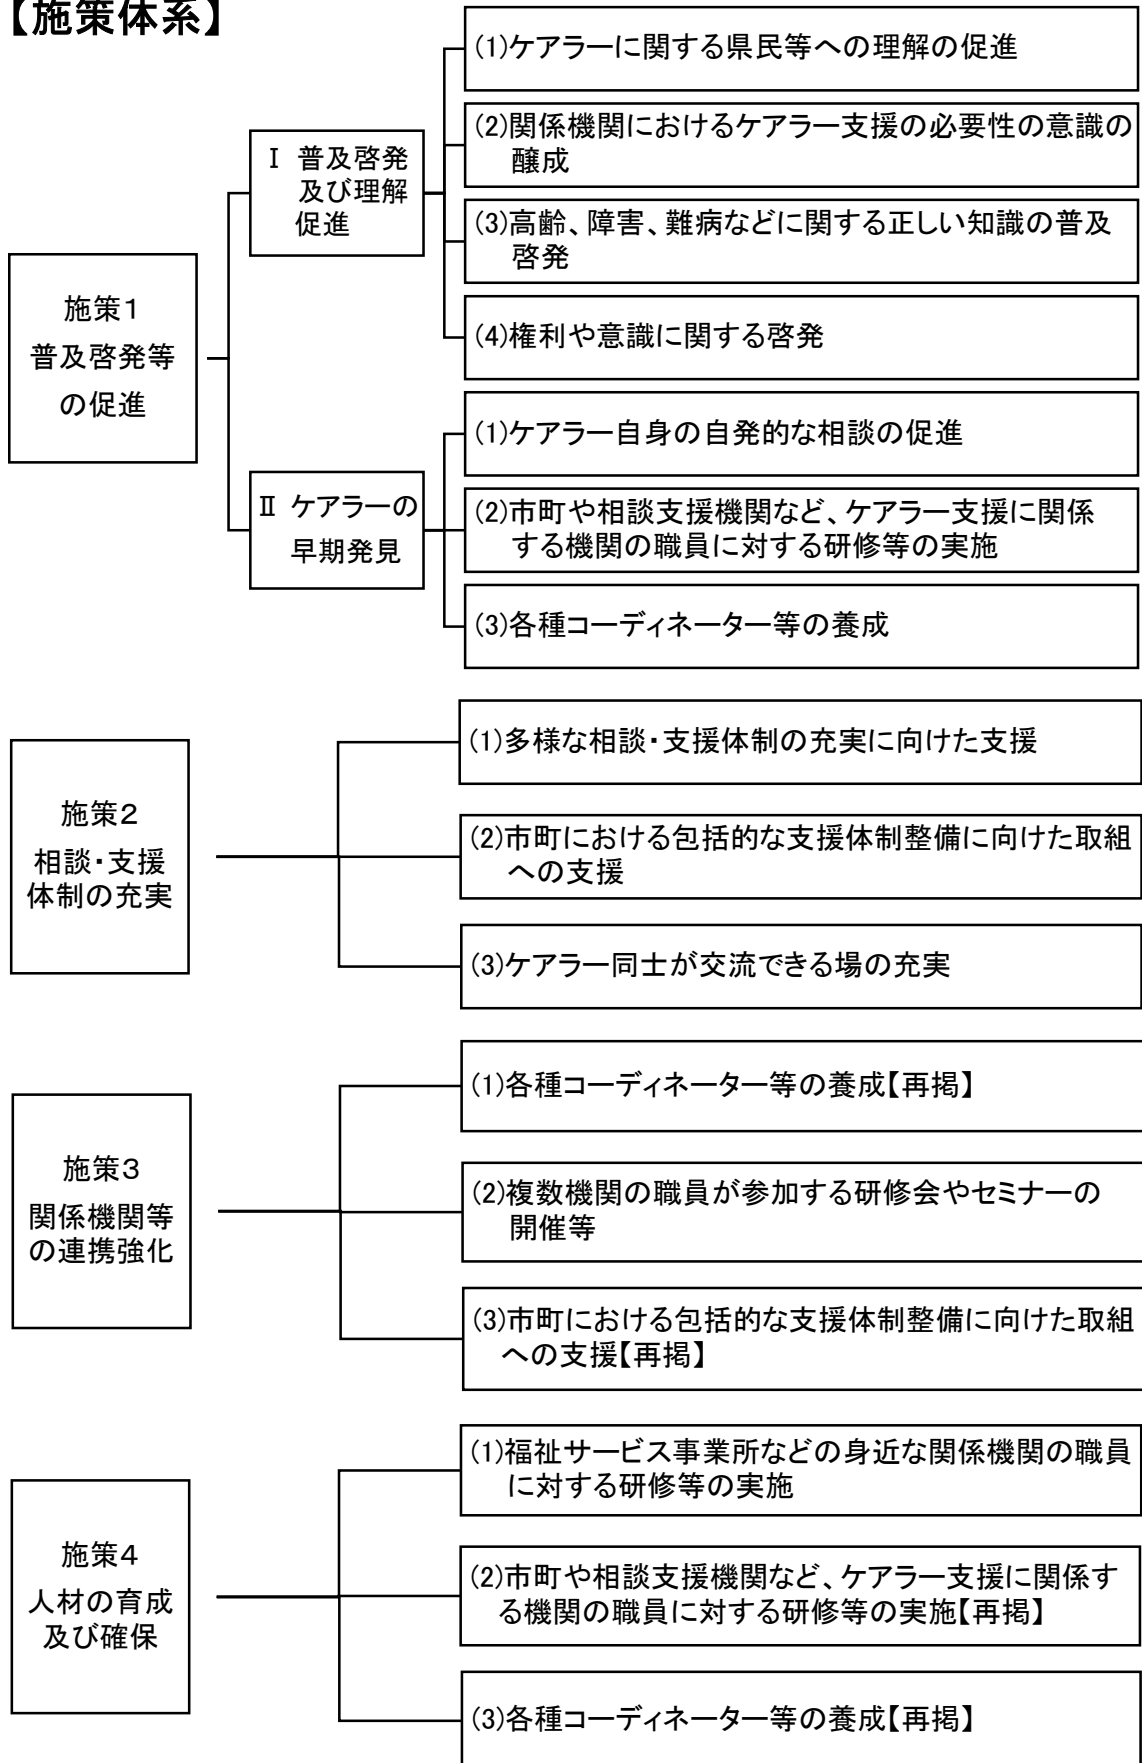 【施策体系】
施策1
普及啓発等
の促進
Ⅰ 普及啓発
及び理解
促進
(1)ケアラーに関する県民等への理解の促進
(2)関係機関におけるケアラー支援の必要性の意識の
醸成
(3)高齢、障害、難病などに関する正しい知識の普及
啓発
(4)権利や意識に関する啓発
Ⅱ ケアラーの
早期発見
(1)ケアラー自身の自発的な相談の促進
(2)市町や相談支援機関など、ケアラー支援に関係
する機関の職員に対する研修等の実施
(3)各種コーディネーター等の養成
施策2
相談・支援
体制の充実
(1)多様な相談・支援体制の充実に向けた支援
(2)市町における包括的な支援体制整備に向けた取組
への支援
(3)ケアラー同士が交流できる場の充実
施策3
関係機関等
の連携強化
(1)各種コーディネーター等の養成【再掲】
(2)複数機関の職員が参加する研修会やセミナーの
開催等
(3)市町における包括的な支援体制整備に向けた取組
への支援【再掲】
施策4
人材の育成
及び確保
(1)福祉サービス事業所などの身近な関係機関の職員
に対する研修等の実施
(2)市町や相談支援機関など、ケアラー支援に関係す
る機関の職員に対する研修等の実施【再掲】
(3)各種コーディネーター等の養成【再掲】